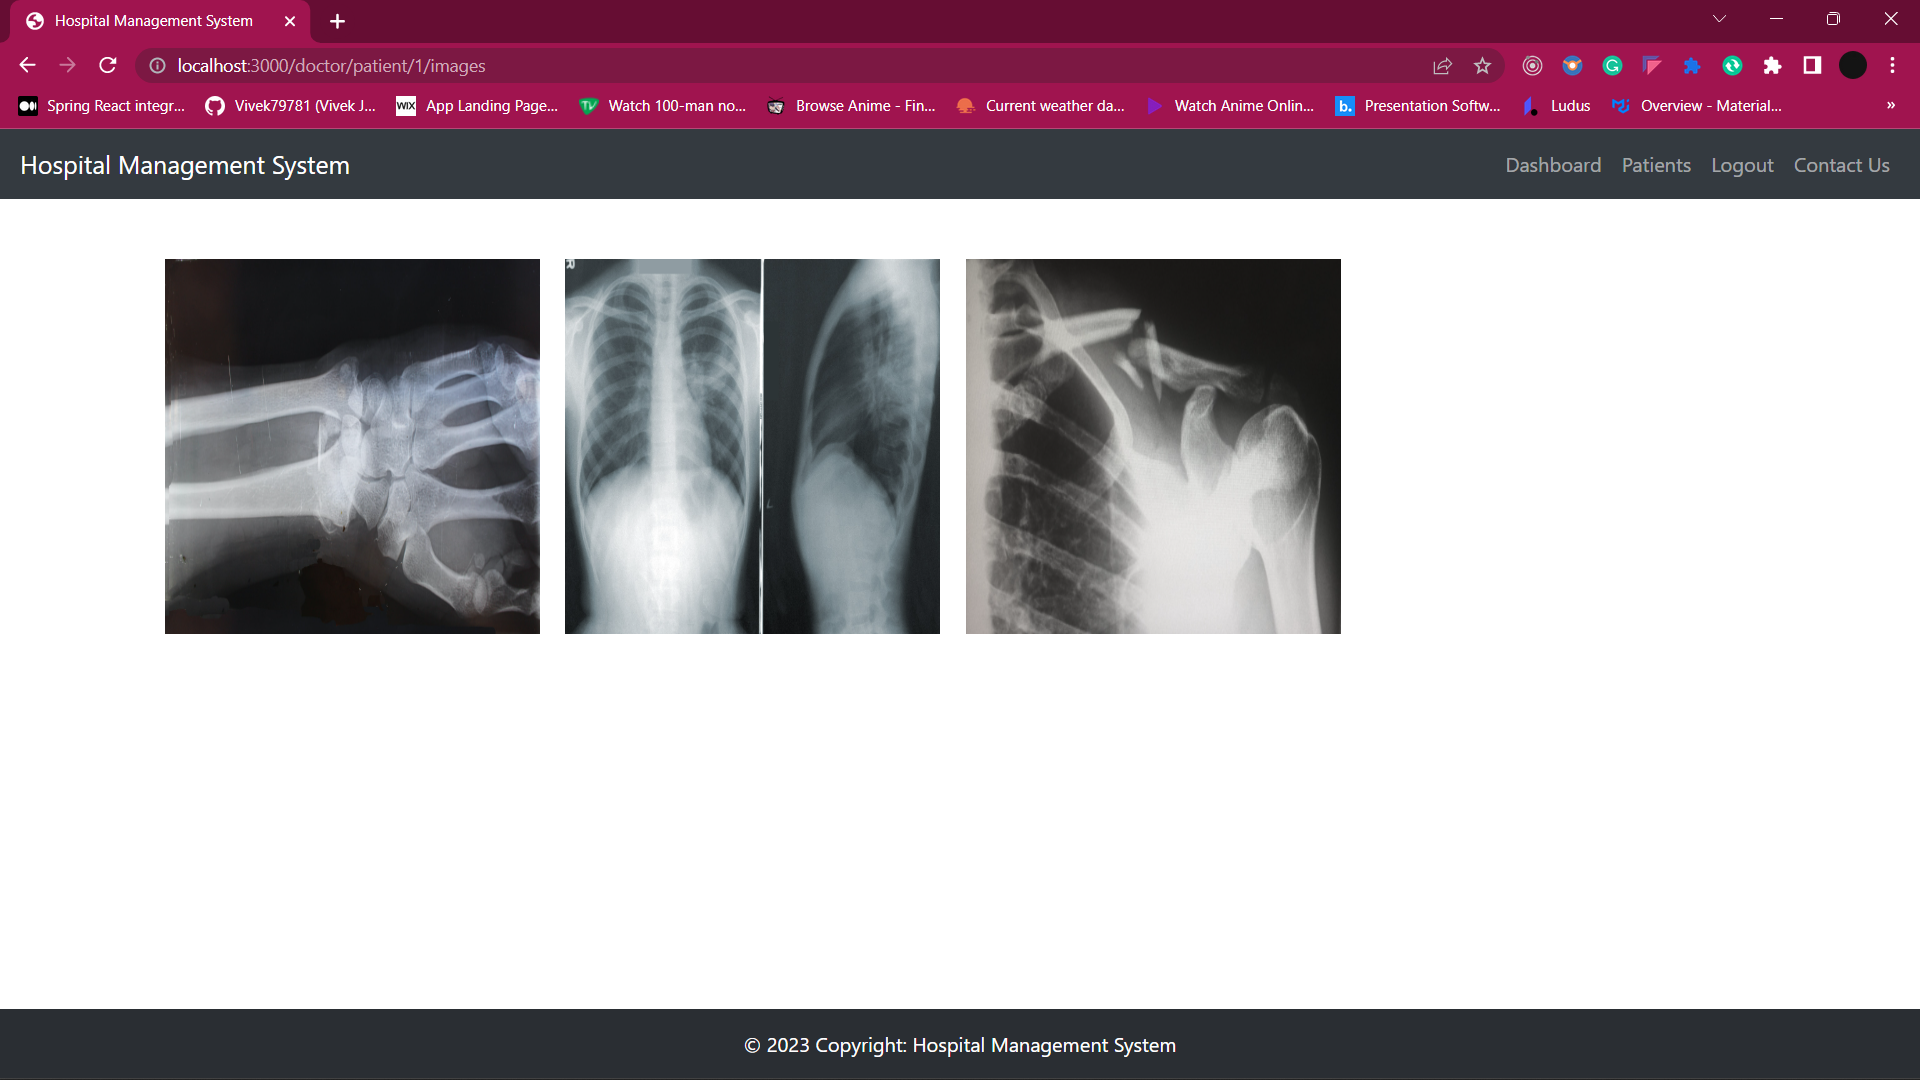 Hospital Management System
localhost:3000/doctor/patient/1/images
Spring React integr... Vivek79781 (Vivek J... WIX App Landing Page... TV Watch 100-man no... Browse Anime - Fin... Current weather da... Watch Anime Onlin... b. Presentation Softw... Ludus Overview - Material... »
Hospital Management System Dashboard Patients Logout Contact Us
R
© 2023 Copyright: Hospital Management System